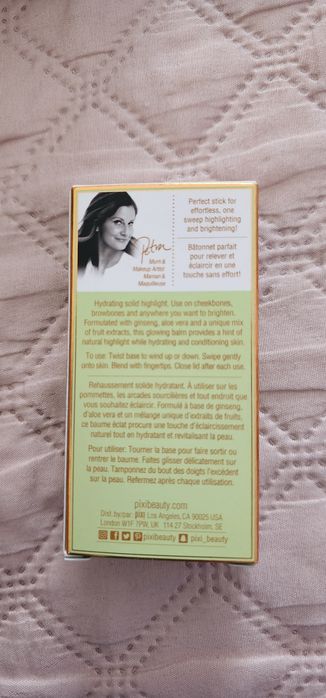 Perfect stick for
effortless, one
sweep highlighting
and brightening!
Petra
Mum &
Makeup Artist
Maman &
Maquilleuse
Bâtonnet parfait
pour relever et
éclaircir en une
touche sans effort!
Hydrating solid highlight. Use on cheekbones,
browbones and anywhere you want to brighten.
Formulated with ginseng, aloe vera and a unique mix
of fruit extracts, this glowing balm provides a hint of
natural highlight while hydrating and conditioning skin.
To use: Twist base to wind up or down. Swipe gently
onto skin. Blend with fingertips. Close lid after each use.
Rehaussement solide hydratant. À utiliser sur les
pommettes, les arcades sourcilières et tout endroit que
vous souhaitez éclaircir. Formulé à base de ginseng,
d'aloe vera et un mélange unique d'extraits de fruits,
ce baume éclat procure une touche d'éclaircissement
naturel tout en hydratant et revitalisant la peau.
Pour utiliser: Tourner la base pour faire sortir ou
rentrer le baume. Faites glisser délicatement sur
la peau. Tamponnez du bout des doigts l'excédent
sur la peau. Refermez après chaque utilisation.
pixibeauty.com
Dist. by/par: pixi Los Angeles, CA 90025 USA
London W1F 7PW, UK 114 27 Stockholm, SE
pixibeauty pixi_beauty